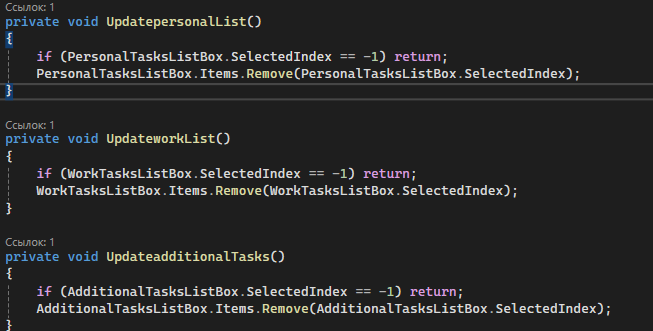 Ссылок: 1
private void UpdatepersonalList()
{
if (PersonalTasksListBox.SelectedIndex == -1) return;
PersonalTasksListBox.Items.Remove(PersonalTasksListBox.SelectedIndex);
}
Ссылок: 1
private void UpdateworkList()
{
if (WorkTasksListBox.SelectedIndex == -1) return;
WorkTasksListBox.Items.Remove(WorkTasksListBox.SelectedIndex);
}
Ссылок: 1
private void UpdateadditionalTasks()
{
if (AdditionalTasksListBox.SelectedIndex == -1) return;
AdditionalTasksListBox.Items.Remove(AdditionalTasksListBox.SelectedIndex);
}